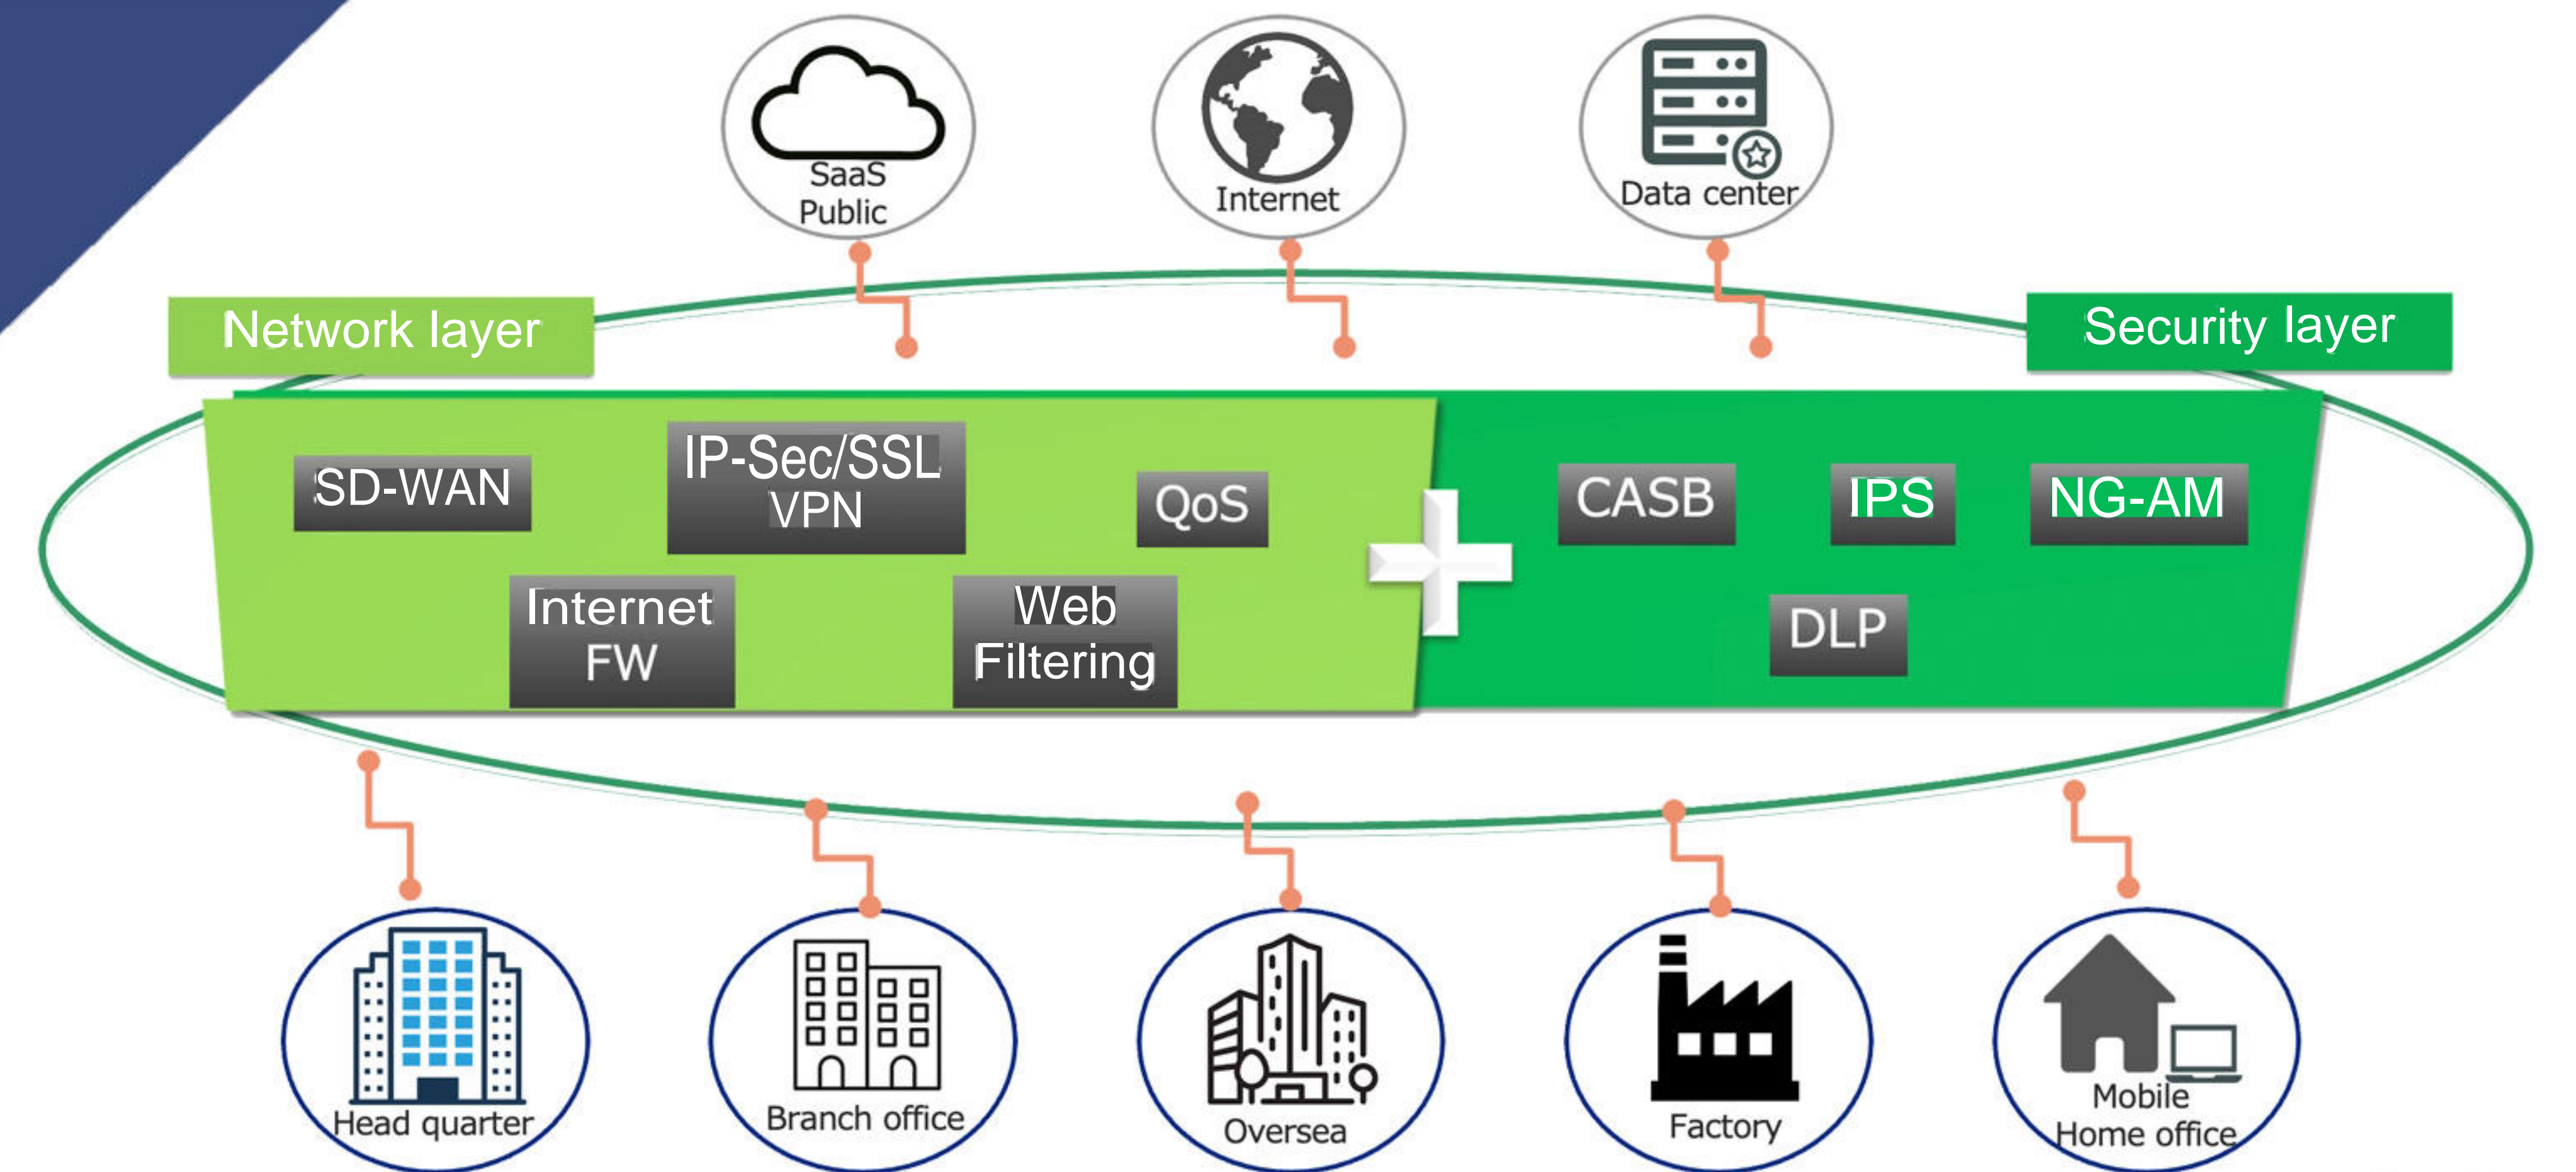 SaaS
Public
Internet
Data center
Network layer
Security layer
SD-WAN
IP-Sec/SSL
VPN
QoS
CASB
IPS
NG-AM
Internet
FW
Web
Filtering
DLP
Head quarter
Branch office
Oversea
Factory
Mobile
Home office